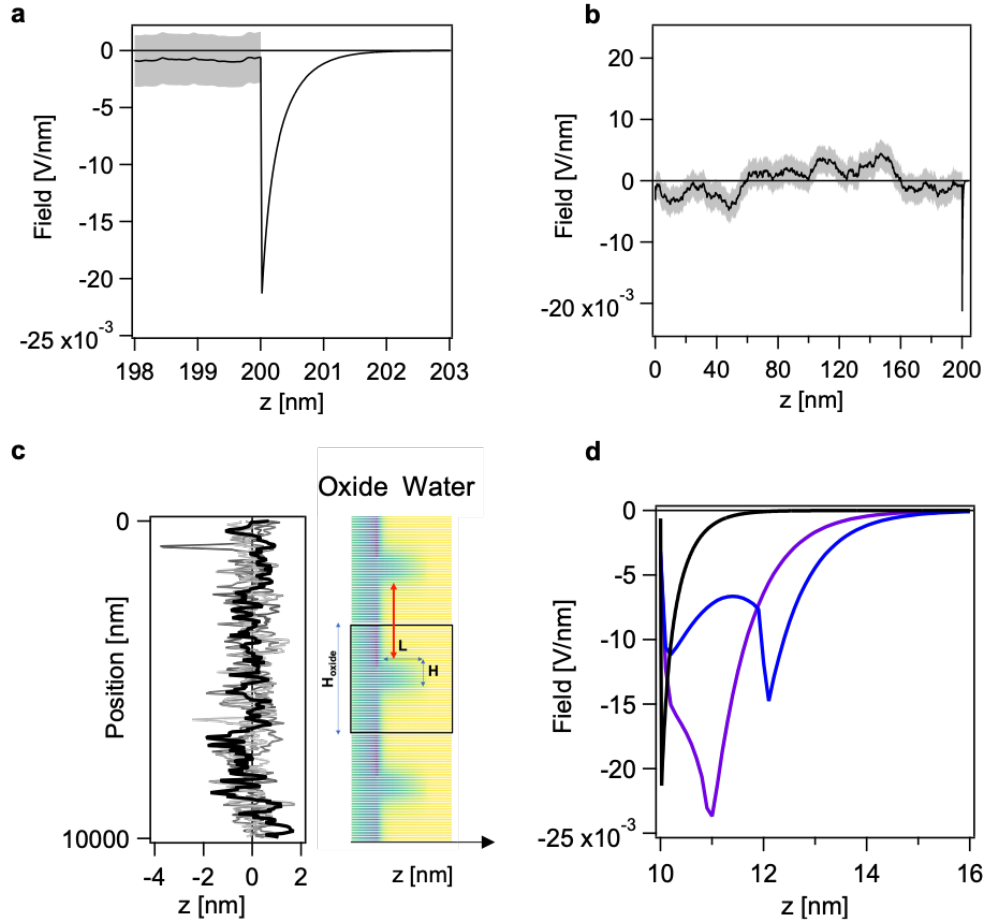 a
0
-5
-10
-15
-20
-25 x10⁻³
Field [V/nm]
198 199 200 201 202 203
z [nm]
b
20
10
0
-10
-20 x10⁻³
Field [V/nm]
0 40 80 120 160 200
z [nm]
c
0
10000
Position [nm]
-4 -2 0 2
z [nm]
Oxide Water
H_oxide
L
H
z [nm]
d
0
-5
-10
-15
-20
-25 x10⁻³
Field [V/nm]
10 12 14 16
z [nm]